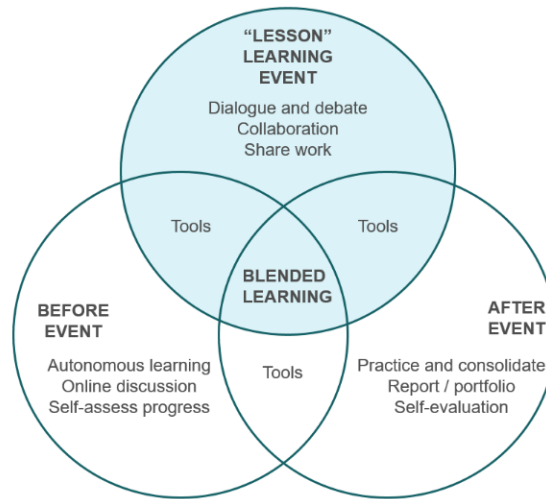 “LESSON”
LEARNING
EVENT
Dialogue and debate
Collaboration
Share work
Tools
Tools
BLENDED
LEARNING
BEFORE
EVENT
Autonomous learning
Online discussion
Self-assess progress
Tools
AFTER
EVENT
Practice and consolidate
Report / portfolio
Self-evaluation